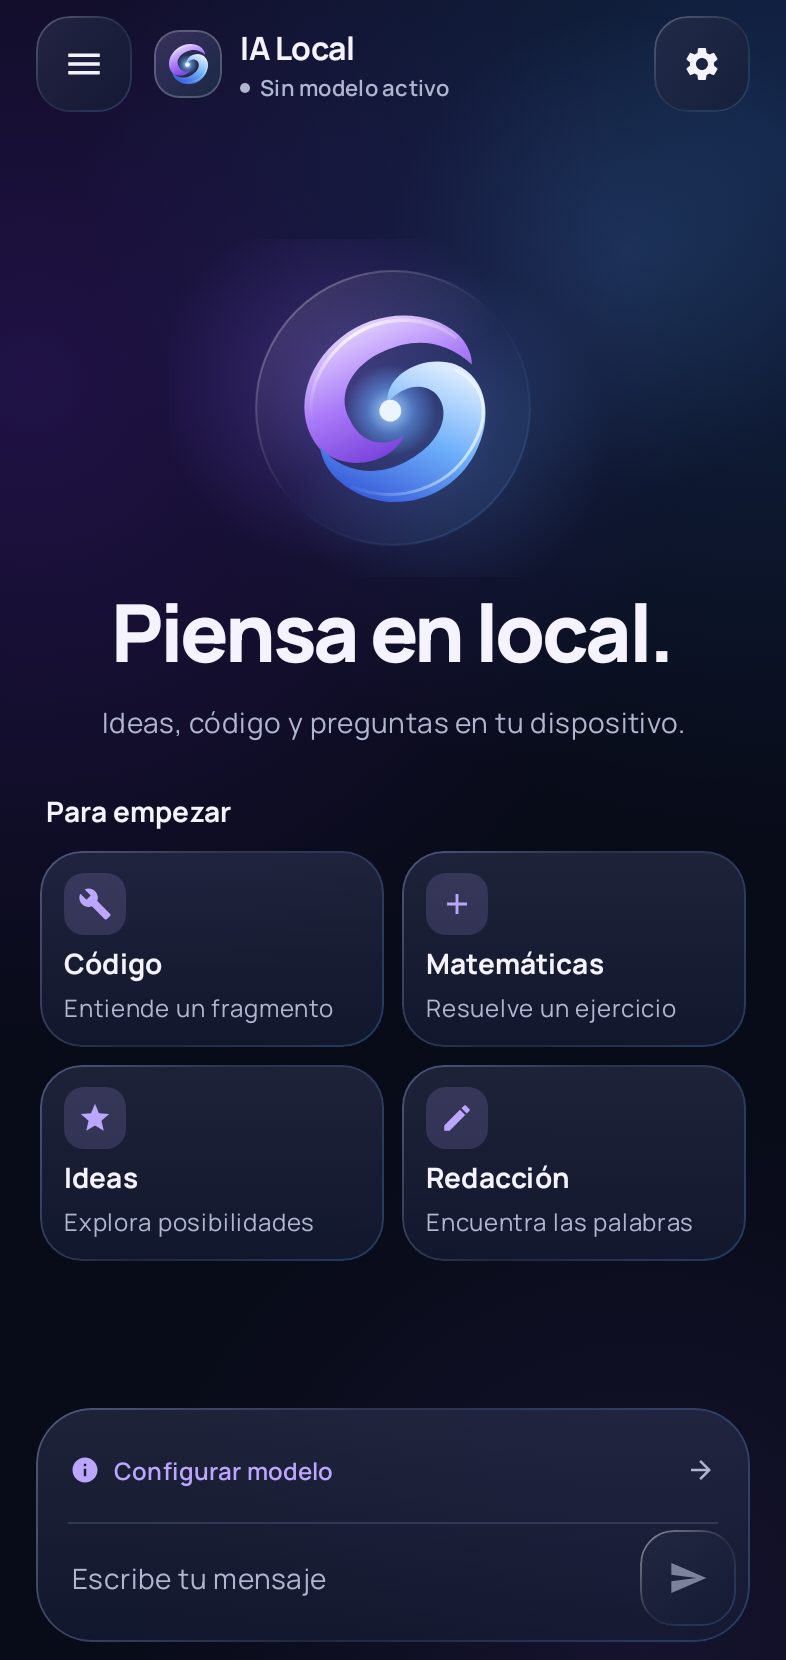 IA Local
Sin modelo activo
Piensa en local.
Ideas, código y preguntas en tu dispositivo.
Para empezar
Código
Entiende un fragmento
Matemáticas
Resuelve un ejercicio
Ideas
Explora posibilidades
Redacción
Encuentra las palabras
Configurar modelo
Escribe tu mensaje